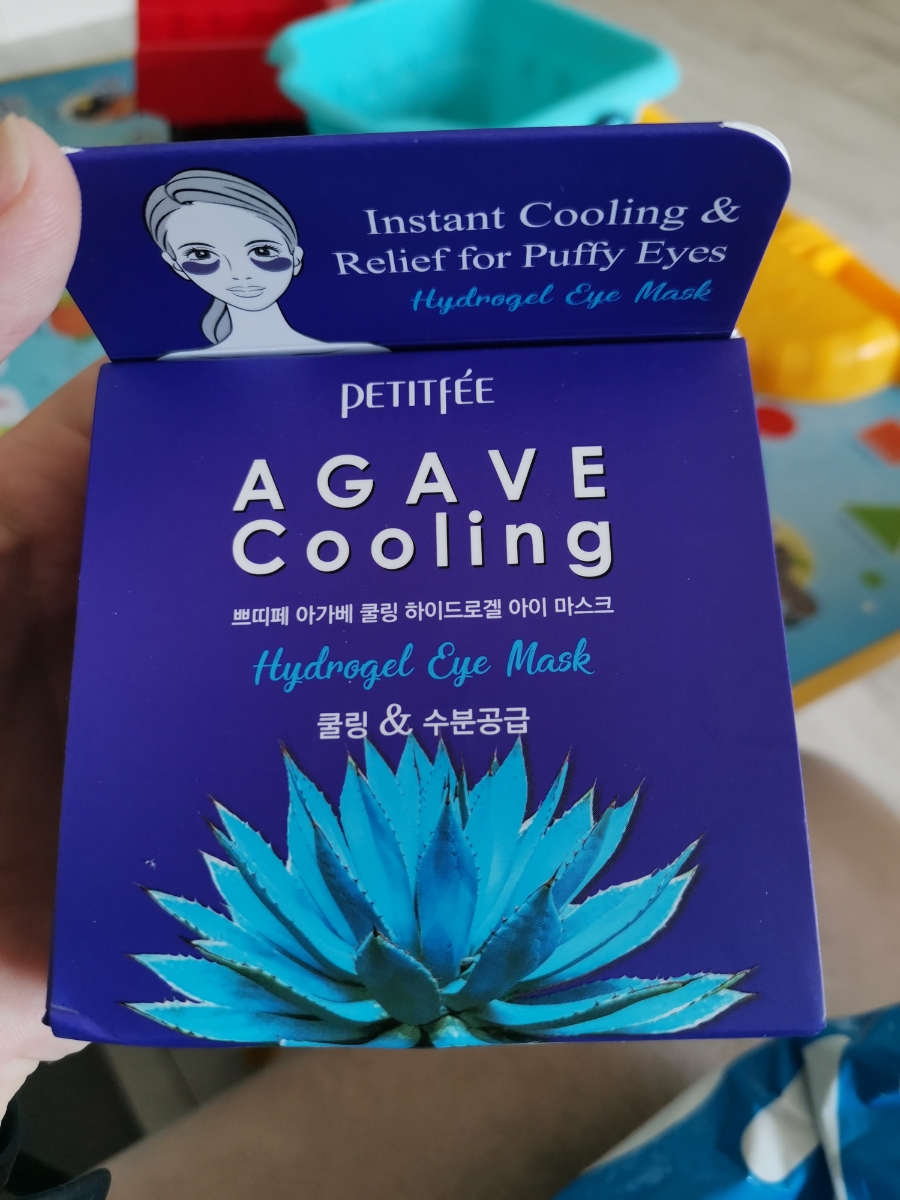 Instant Cooling &
Relief for Puffy Eyes
Hydrogel Eye Mask
PETITFÉE
AGAVE
Cooling
쁘띠페 아가베 쿨링 하이드로겔 아이 마스크
Hydrogel Eye Mask
쿨링 & 수분공급